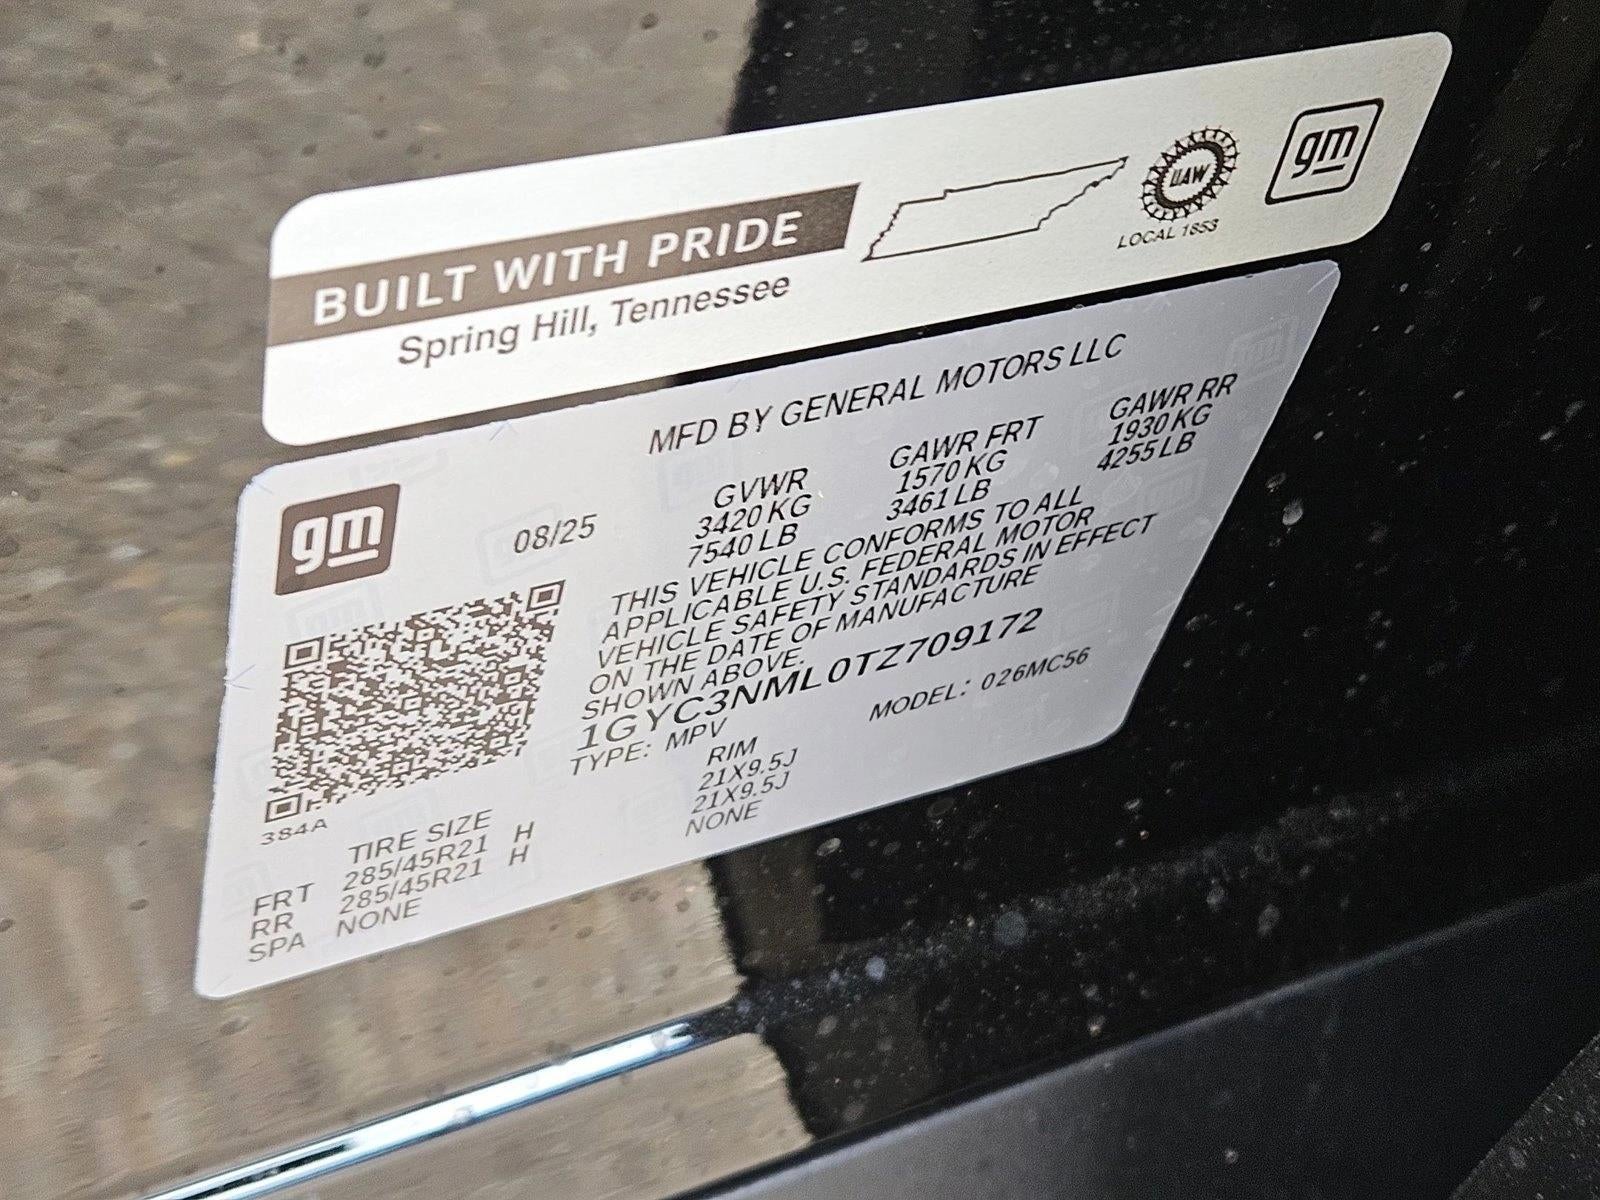 BUILT WITH PRIDE
Spring Hill, Tennessee
UAW
LOCAL 1853
gm
MFD BY GENERAL MOTORS LLC
gm
08/25
GVWR GAWR FRT GAWR RR
3420 KG 1570 KG 1930 KG
7540 LB 3461 LB 4255 LB
THIS VEHICLE CONFORMS TO ALL
APPLICABLE U.S. FEDERAL MOTOR
VEHICLE SAFETY STANDARDS IN EFFECT
ON THE DATE OF MANUFACTURE
SHOWN ABOVE.
1GYC3NML0TZ709172
TYPE: MPV MODEL: 026MC56
384A
TIRE SIZE RIM
FRT 285/45R21 H 21X9.5J
RR 285/45R21 H 21X9.5J
SPA NONE NONE